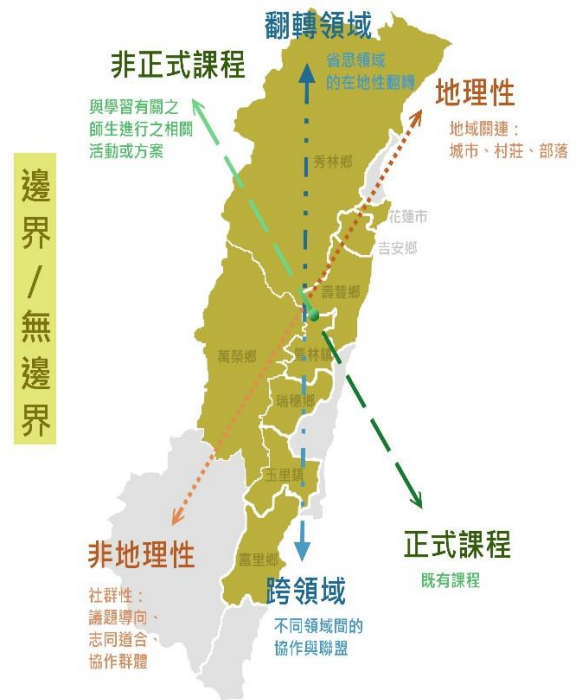 翻轉領域
省思領域
的在地性翻轉
非正式課程
與學習有關之
師生進行之相關
活動或方案
地理性
地域關連：
城市、村莊、部落
邊界/無邊界
秀林鄉
花蓮市
吉安鄉
壽豐鄉
萬榮鄉
鳳林鎮
瑞穗鄉
玉里鎮
富里鄉
非地理性
社群性：
議題導向、
志同道合、
協作群體
跨領域
不同領域間的
協作與聯盟
正式課程
既有課程